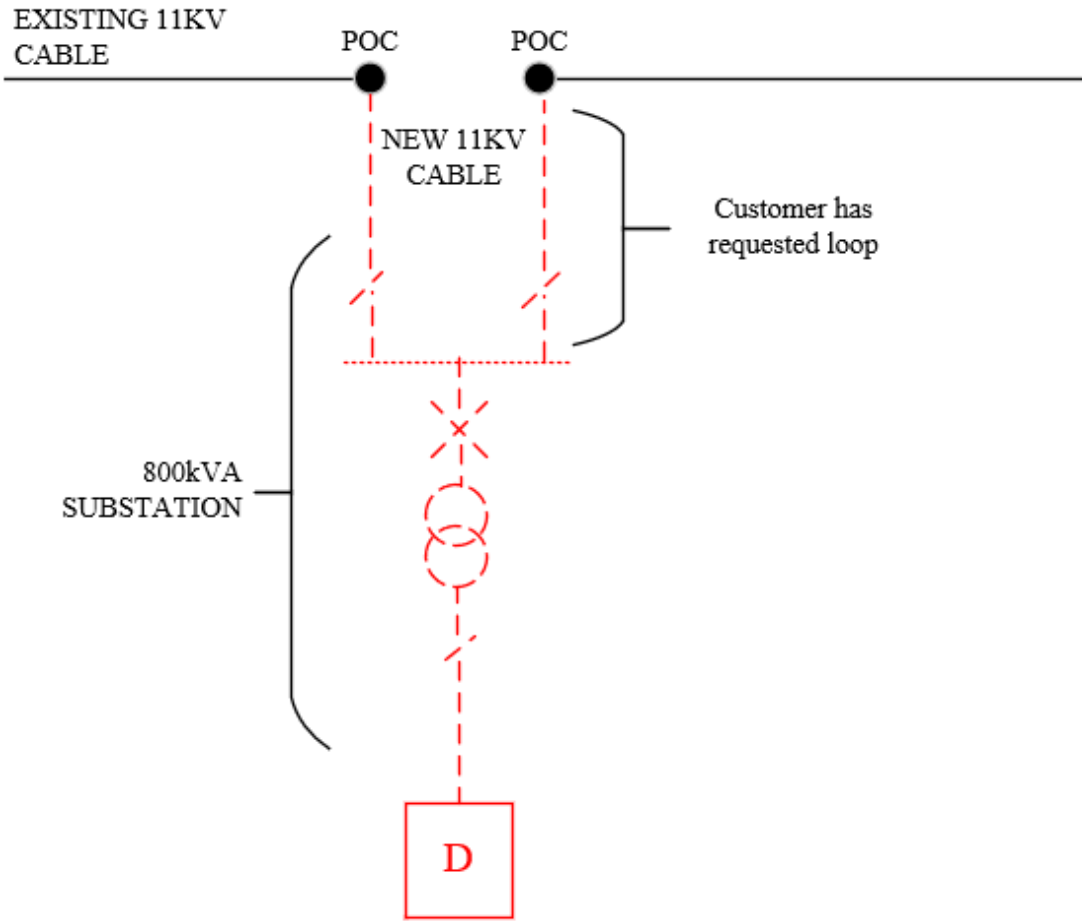 EXISTING 11KV
CABLE
POC
POC
NEW 11KV
CABLE
Customer has
requested loop
800kVA
SUBSTATION
D